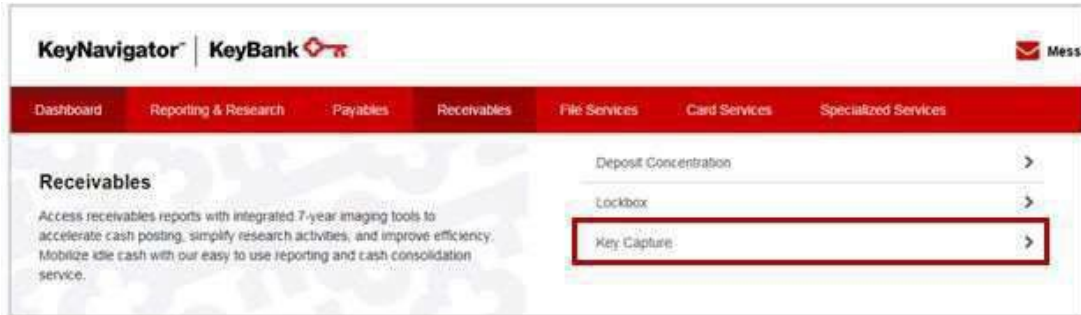 KeyNavigator™ | KeyBank
Mess
Dashboard Reporting & Research Payables Receivables File Services Card Services Specialized Services
Receivables
Access receivables reports with integrated 7-year imaging tools to
accelerate cash posting, simplify research activities, and improve efficiency.
Mobilize idle cash with our easy to use reporting and cash consolidation
service.
Deposit Concentration
Lockbox
Key Capture